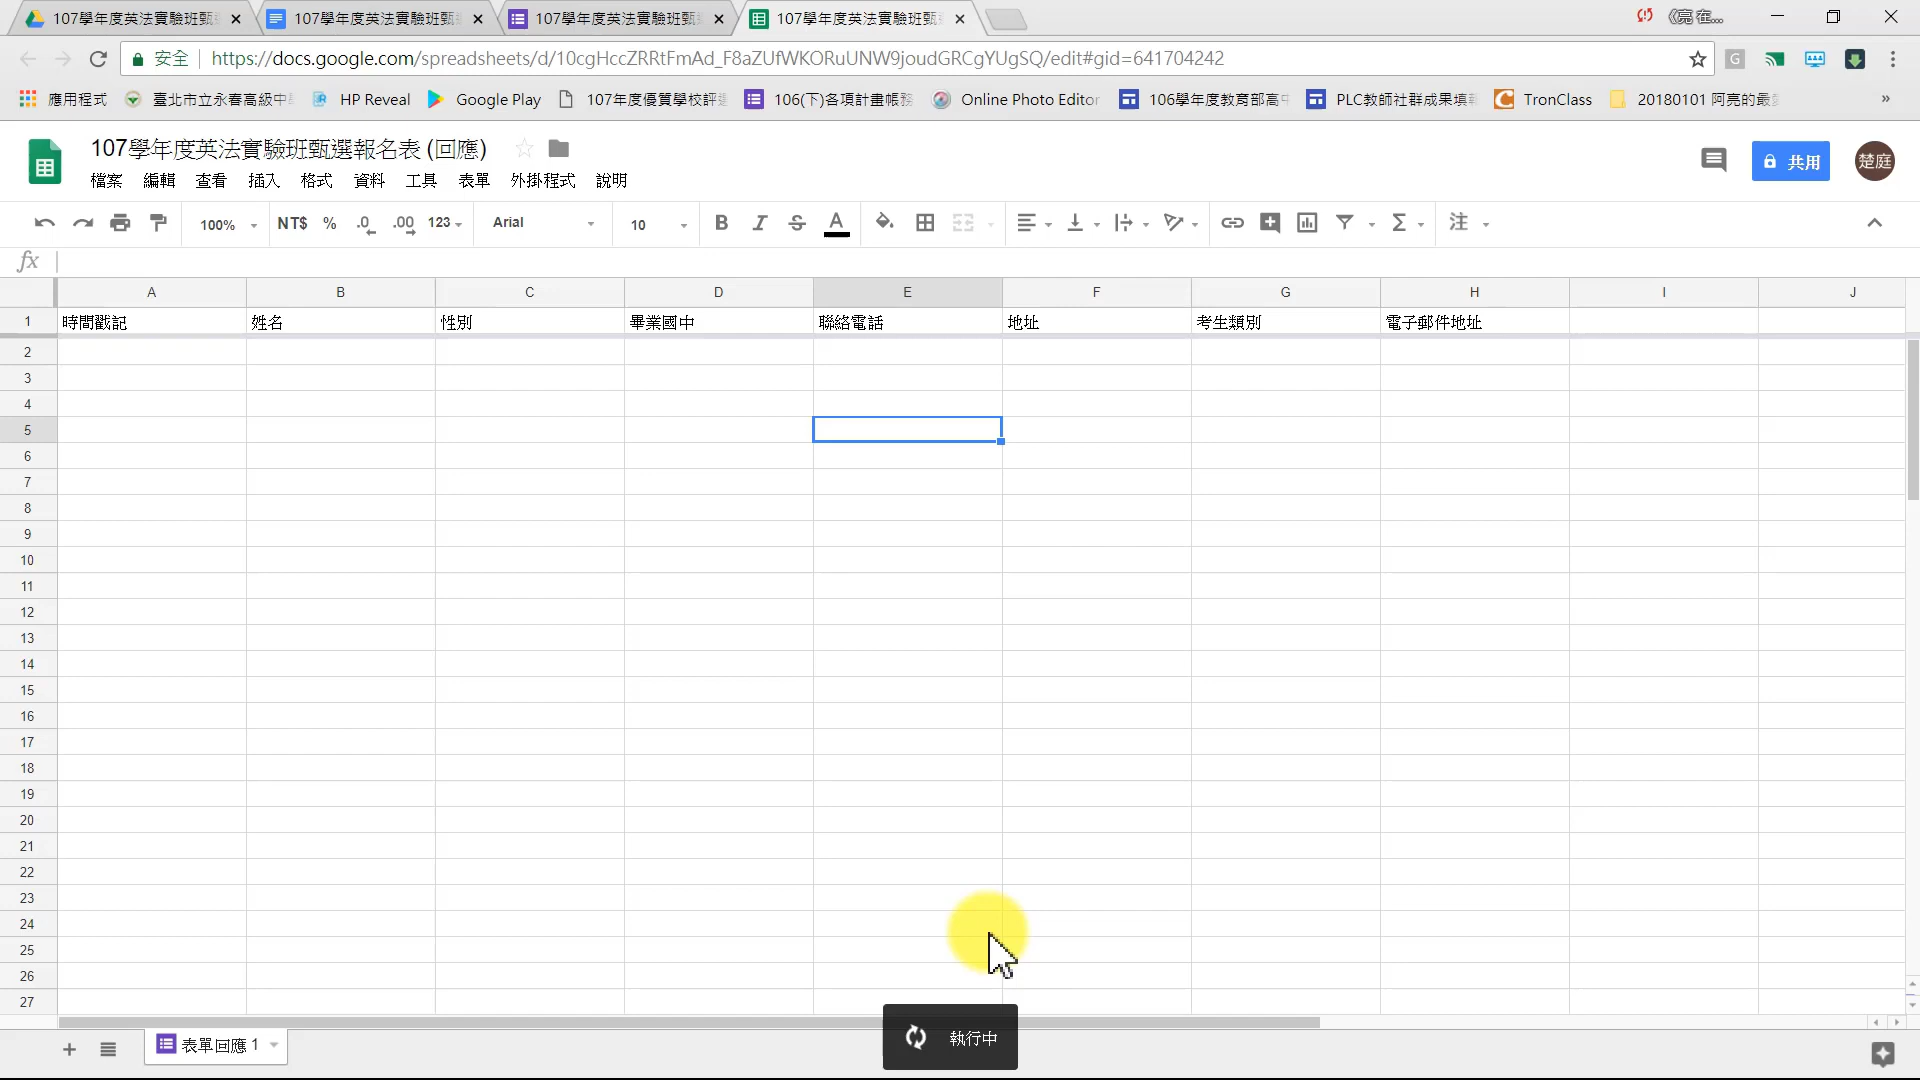 107學年度英法實驗班甄
107學年度英法實驗班甄
107學年度英法實驗班甄
107學年度英法實驗班甄
《亮在...
安全 https://docs.google.com/spreadsheets/d/10cgHccZRRtFmAd_F8aZUfWKORuUNW9joudGRCgYUgSQ/edit#gid=641704242
應用程式 臺北市立永春高級中 HP Reveal Google Play 107年度優質學校評 106(下)各項計畫帳務 Online Photo Editor 106學年度教育部高中 PLC教師社群成果填 TronClass 20180101 阿亮的最 »
107學年度英法實驗班甄選報名表 (回應)
共用 楚庭
檔案 編輯 查看 插入 格式 資料 工具 表單 外掛程式 說明
100% NT$ % .0 .00 123 Arial 10 B I S A Σ 注
fx
A B C D E F G H I J
1 時間戳記 姓名 性別 畢業國中 聯絡電話 地址 考生類別 電子郵件地址
2
3
4
5
6
7
8
9
10
11
12
13
14
15
16
17
18
19
20
21
22
23
24
25
26
27
表單回應 1
執行中